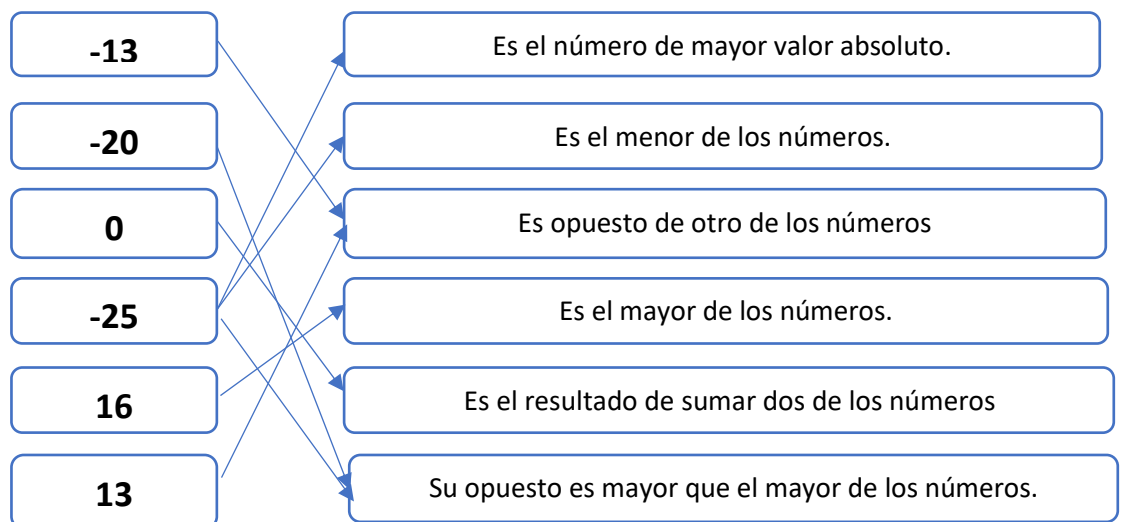 -13 Es el número de mayor valor absoluto.
-20 Es el menor de los números.
0 Es opuesto de otro de los números
-25 Es el mayor de los números.
16 Es el resultado de sumar dos de los números
13 Su opuesto es mayor que el mayor de los números.